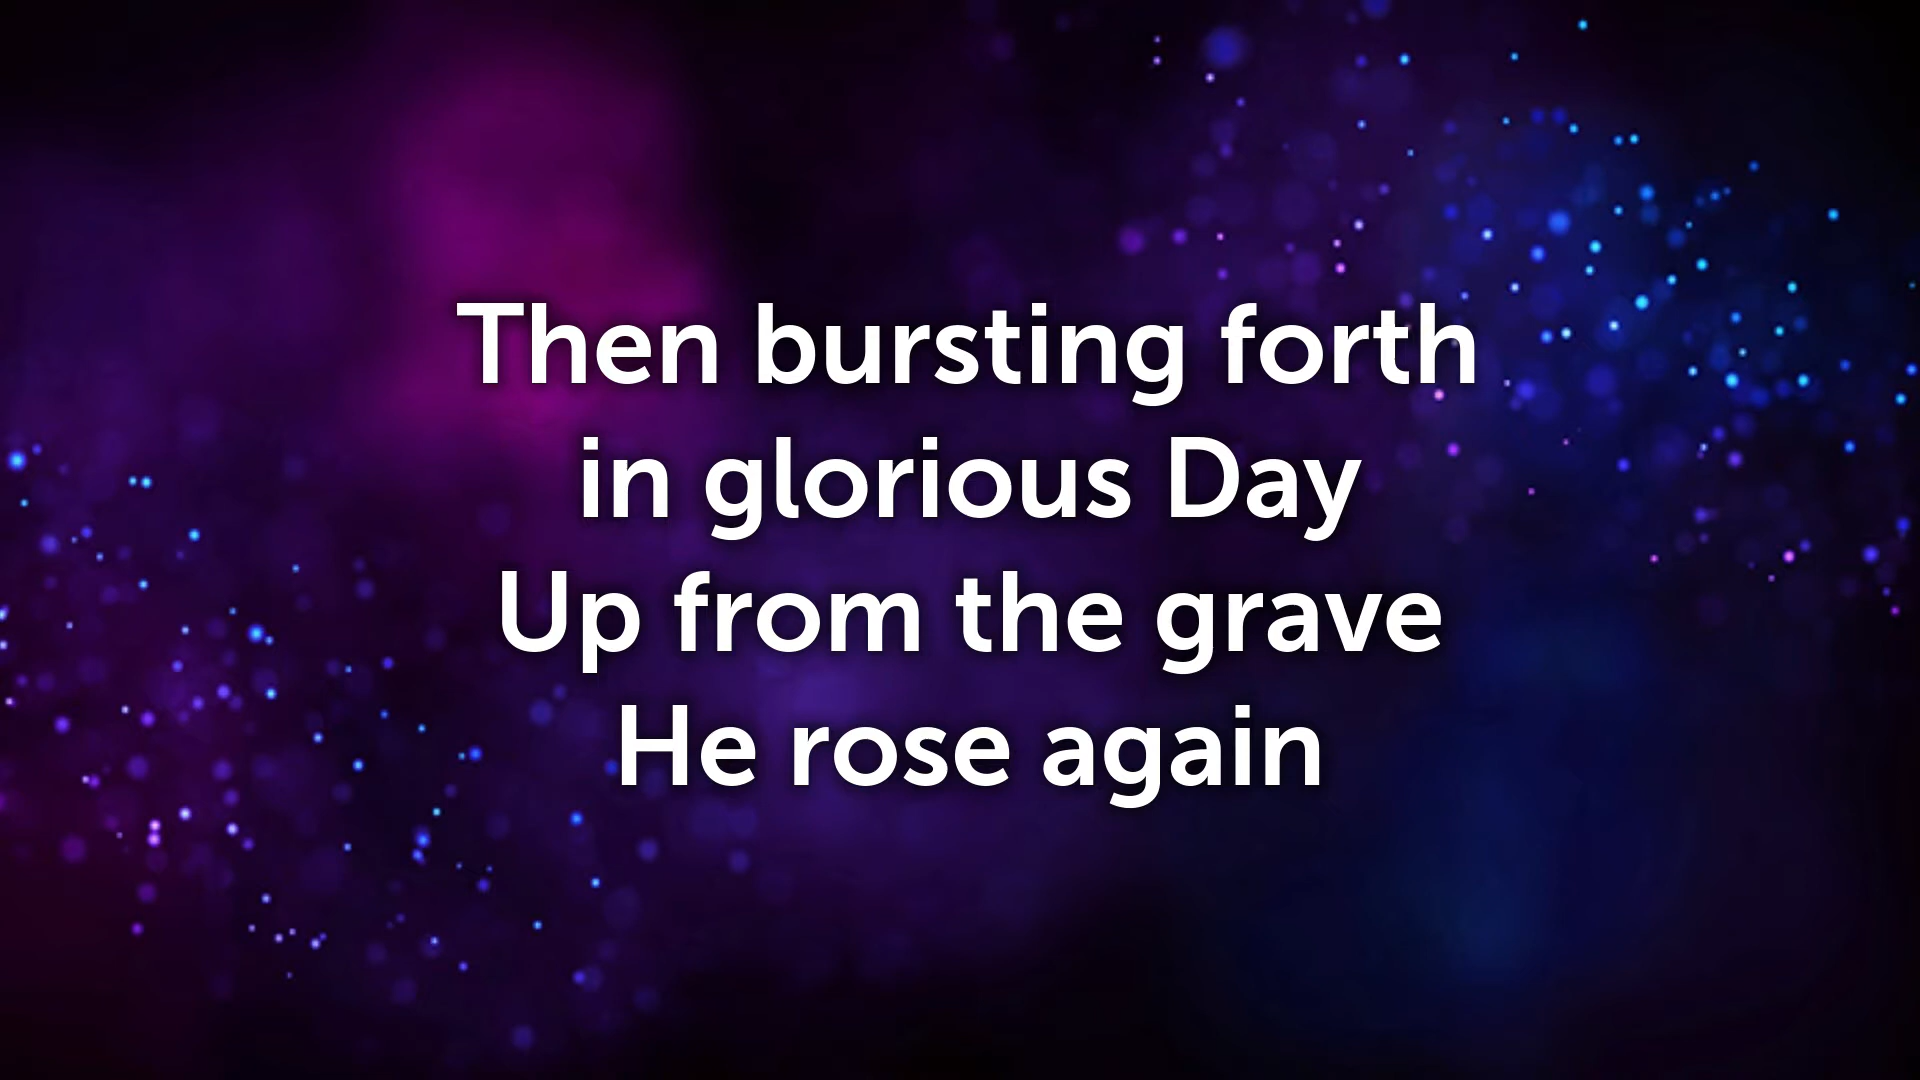 Then bursting forth
in glorious Day
Up from the grave
He rose again